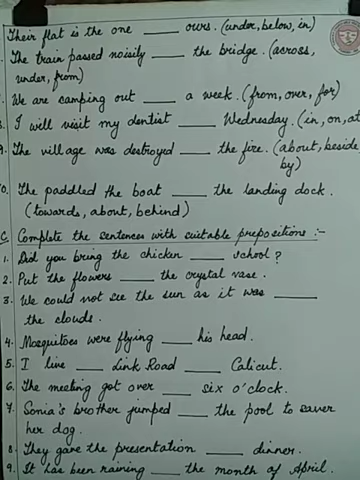 Their flat is the one ____ ours. (under, below, in)
The train passed noisily ____ the bridge. (across,
under, from)
We are camping out ____ a week. (from, over, for)
I will visit my dentist ____ Wednesday. (in, on, at
9. The village was destroyed ____ the fire. (about, beside
by)
0. The paddled the boat ____ the landing dock.
(towards, about, behind)
C. Complete the sentences with suitable prepositions :-
1. Did you bring the chicken ____ school?
2. Put the flowers ____ the crystal vase.
3. We could not see the sun as it was ____
the clouds.
4. Mosquitoes were flying ____ his head.
5. I live ____ Link Road ____ Calicut.
6. The meeting got over ____ six o'clock.
7. Sonia's brother jumped ____ the pool to saver
her dog.
8. They gave the presentation ____ dinner.
9. It has been raining ____ the month of April.